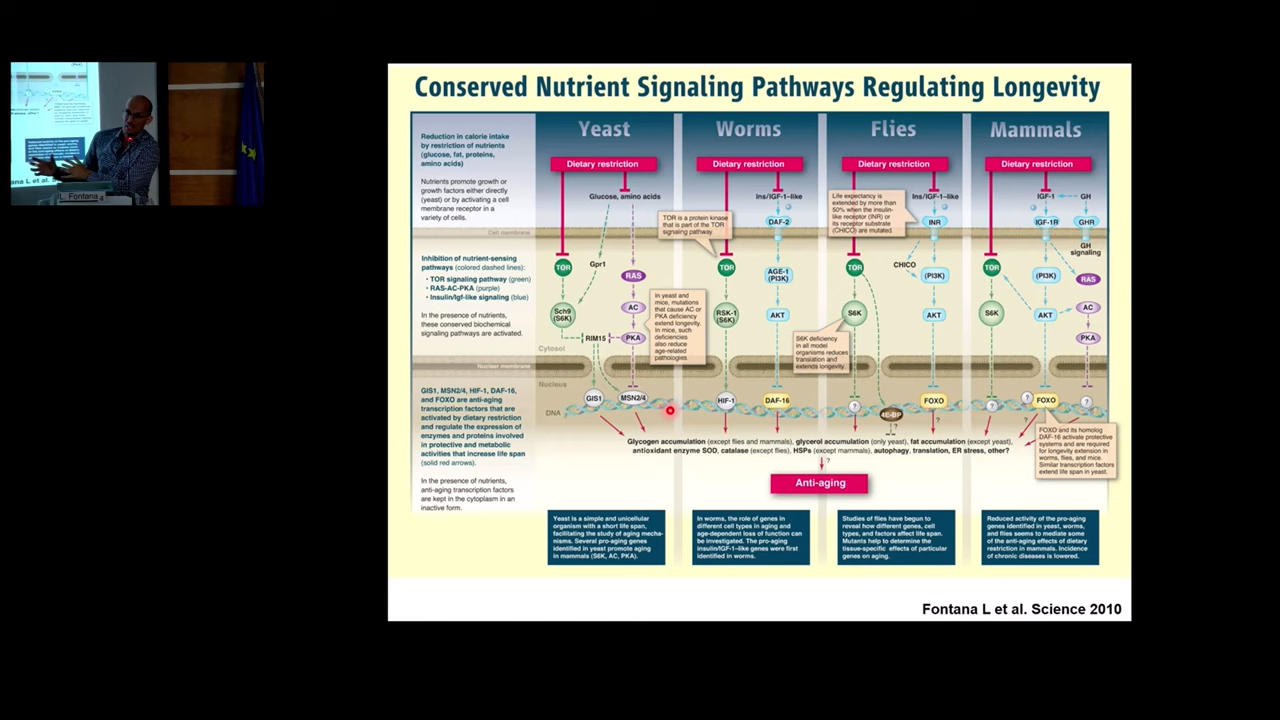 Conserved Nutrient Signaling Pathways Regulating Longevity
Reduction in calorie intake
by restriction of nutrients
(glucose, fat, proteins,
amino acids)
Nutrients promote growth or
growth factors either directly
(yeast) or by activating a cell
membrane receptor in a
variety of cells.
Cell membrane
Inhibition of nutrient-sensing
pathways (colored dashed lines):
• TOR signaling pathway (green)
• RAS-AC-PKA (purple)
• Insulin/Igf-like signaling (blue)
In the presence of nutrients,
these conserved biochemical
signaling pathways are activated.
Cytosol
Nuclear membrane
Nucleus
GIS1, MSN2/4, HIF-1, DAF-16,
and FOXO are anti-aging
transcription factors that are
activated by dietary restriction
and regulate the expression of
enzymes and proteins involved
in protective and metabolic
activities that increase life span
(solid red arrows).
In the presence of nutrients,
anti-aging transcription factors
are kept in the cytoplasm in an
inactive form.
DNA
Yeast
Dietary restriction
Glucose, amino acids
TOR
Gpr1
RAS
Sch9
(S6K)
AC
RIM15
PKA
GIS1
MSN2/4
In yeast and
mice, mutations
that cause AC or
PKA deficiency
extend longevity.
In mice, such
deficiencies
also reduce
age-related
pathologies.
Worms
Dietary restriction
Ins/IGF-1–like
TOR is a protein kinase
that is part of the TOR
signaling pathway.
DAF-2
TOR
AGE-1
(PI3K)
RSK-1
(S6K)
AKT
HIF-1
DAF-16
Flies
Dietary restriction
Life expectancy is
extended by more than
50% when the insulin-
like receptor (INR) or
its receptor substrate
(CHICO) are mutated.
Ins/IGF-1–like
INR
TOR
CHICO
(PI3K)
S6K
AKT
S6K deficiency
in all model
organisms reduces
translation and
extends longevity.
?
4E-BP
?
FOXO
?
Mammals
Dietary restriction
IGF-1
GH
IGF-1R
GHR
GH
signaling
TOR
(PI3K)
RAS
S6K
AKT
AC
PKA
?
?
FOXO
?
?
FOXO and its homolog
DAF-16 activate protective
systems and are required
for longevity extension in
worms, flies, and mice.
Similar transcription factors
extend life span in yeast.
Glycogen accumulation (except flies and mammals), glycerol accumulation (only yeast), fat accumulation (except yeast),
antioxidant enzyme SOD, catalase (except flies), HSPs (except mammals), autophagy, translation, ER stress, other?
?
Anti-aging
Yeast is a simple and unicellular
organism with a short life span,
facilitating the study of aging mecha-
nisms. Several pro-aging genes
identified in yeast promote aging
in mammals (S6K, AC, PKA).
In worms, the role of genes in
different cell types in aging and
age-dependent loss of function can
be investigated. The pro-aging
Insulin/IGF-1–like genes were first
identified in worms.
Studies of flies have begun to
reveal how different genes, cell
types, and factors affect life span.
Mutants help to determine the
tissue-specific effects of particular
genes on aging.
Reduced activity of the pro-aging
genes identified in yeast, worms,
and flies seems to mediate some
of the anti-aging effects of dietary
restriction in mammals. Incidence
of chronic diseases is lowered.
Fontana L et al. Science 2010
L. Fontana